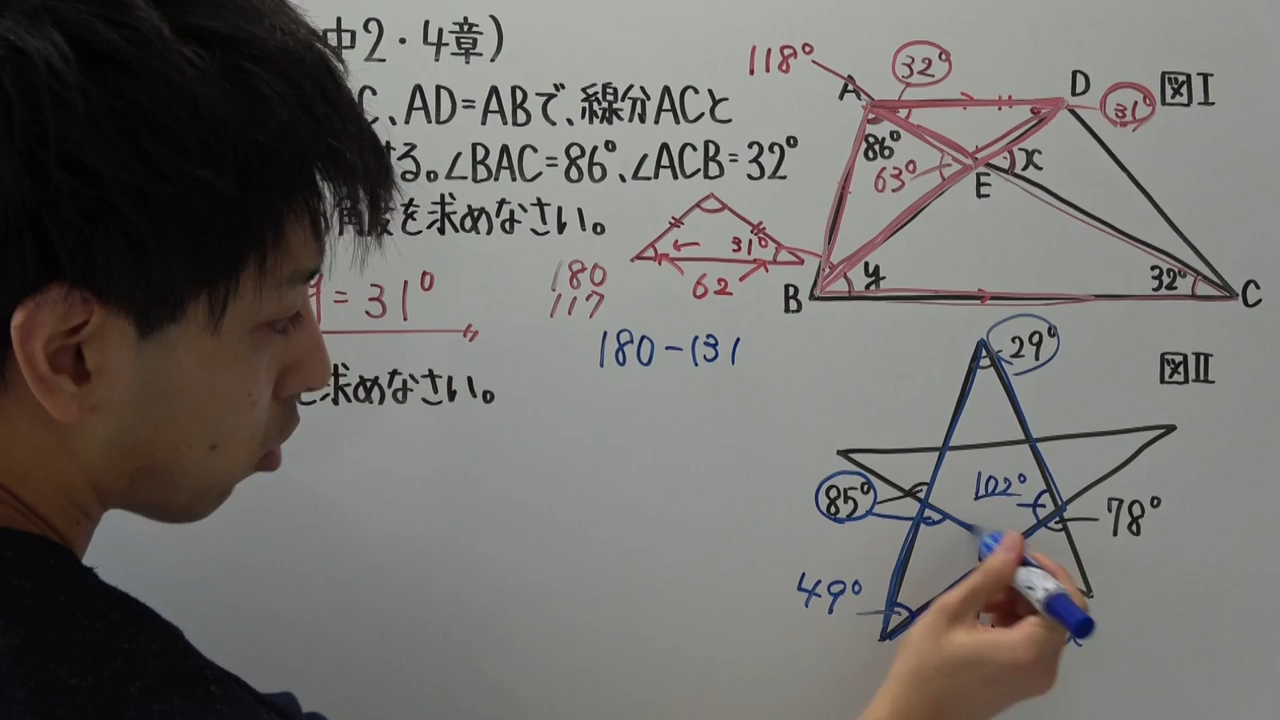 中2・4章)
C、AD=ABで、線分ACと
る。∠BAC=86°、∠ACB=32°
角度を求めなさい。
= 31°
180
117
180-131
を求めなさい。
118°
32°
A
D
図I
31°
86°
63°
x
E
31°
62
y
32°
B
C
29°
図II
85°
102°
78°
49°